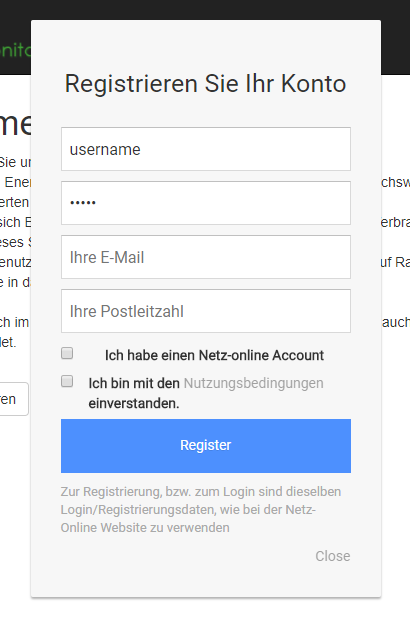 Registrieren Sie Ihr Konto
username
•••••
Ihre E-Mail
Ihre Postleitzahl
Ich habe einen Netz-online Account
Ich bin mit den Nutzungsbedingungen
einverstanden.
Register
Zur Registrierung, bzw. zum Login sind dieselben
Login/Registrierungsdaten, wie bei der Netz-
Online Website zu verwenden
Close